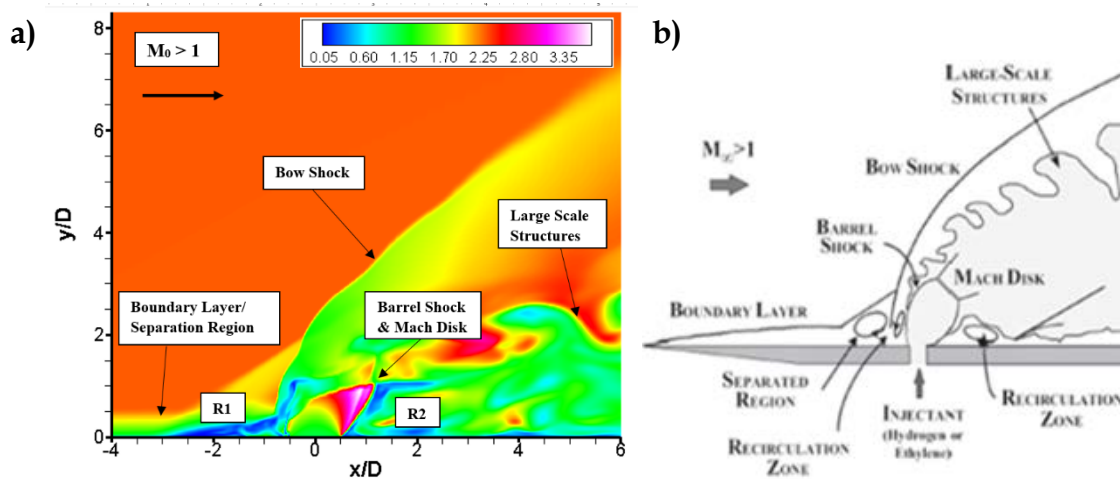 a)
M₀ > 1
0.05 0.60 1.15 1.70 2.25 2.80 3.35
8
6
4
2
0
y/D
Bow Shock
Large Scale
Structures
Boundary Layer/
Separation Region
Barrel Shock
& Mach Disk
R1
R2
-4 -2 0 2 4 6
x/D
b)
LARGE-SCALE
STRUCTURES
M∞>1
BOW SHOCK
BARREL
SHOCK
MACH DISK
BOUNDARY LAYER
SEPARATED
REGION
RECIRCULATION
ZONE
INJECTANT
(Hydrogen or
Ethylene)
RECIRCULATION
ZONE